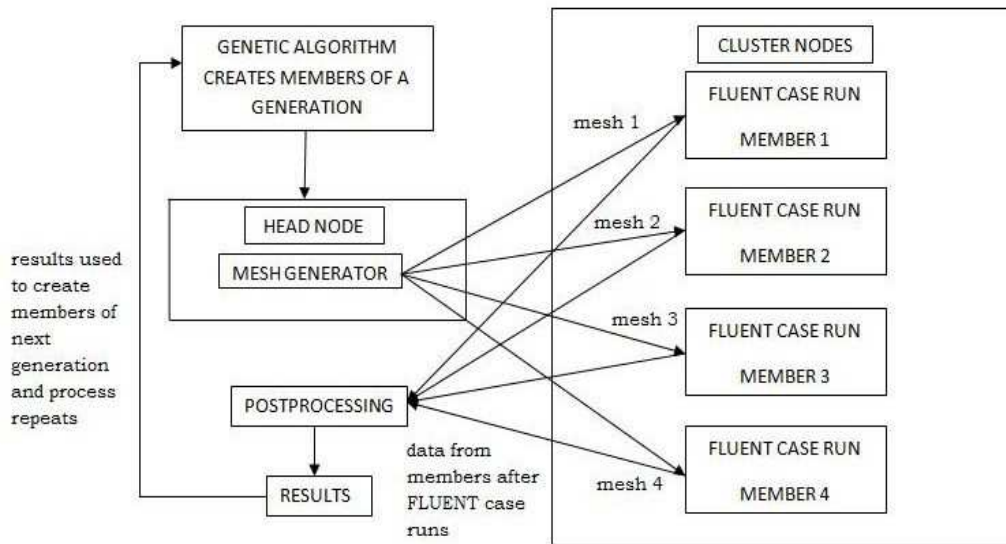 GENETIC ALGORITHM
CREATES MEMBERS OF A
GENERATION
HEAD NODE
MESH GENERATOR
results used
to create
members of
next
generation
and process
repeats
POSTPROCESSING
RESULTS
data from
members after
FLUENT case
runs
mesh 1
mesh 2
mesh 3
mesh 4
CLUSTER NODES
FLUENT CASE RUN
MEMBER 1
FLUENT CASE RUN
MEMBER 2
FLUENT CASE RUN
MEMBER 3
FLUENT CASE RUN
MEMBER 4